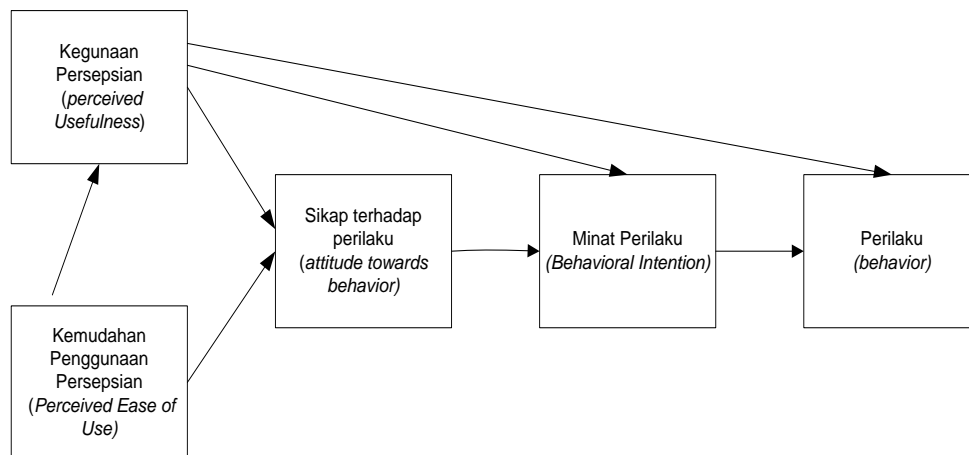 Kegunaan
Persepsian
(perceived
Usefulness)
Kemudahan
Penggunaan
Persepsian
(Perceived Ease of
Use)
Sikap terhadap
perilaku
(attitude towards
behavior)
Minat Perilaku
(Behavioral Intention)
Perilaku
(behavior)